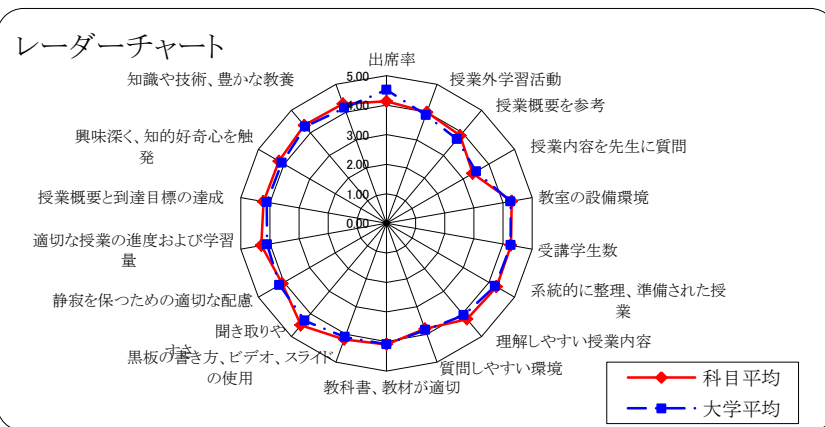 レーダーチャート
出席率
授業外学習活動
授業概要を参考
授業内容を先生に質問
教室の設備環境
受講学生数
系統的に整理、準備された授
業
理解しやすい授業内容
質問しやすい環境
教科書、教材が適切
黒板の書き方、ビデオ、スライド
の使用
聞き取りや
すさ
静寂を保つための適切な配慮
適切な授業の進度および学習
量
授業概要と到達目標の達成
興味深く、知的好奇心を触
発
知識や技術、豊かな教養
5.00
4.00
3.00
2.00
1.00
0.00
科目平均
大学平均